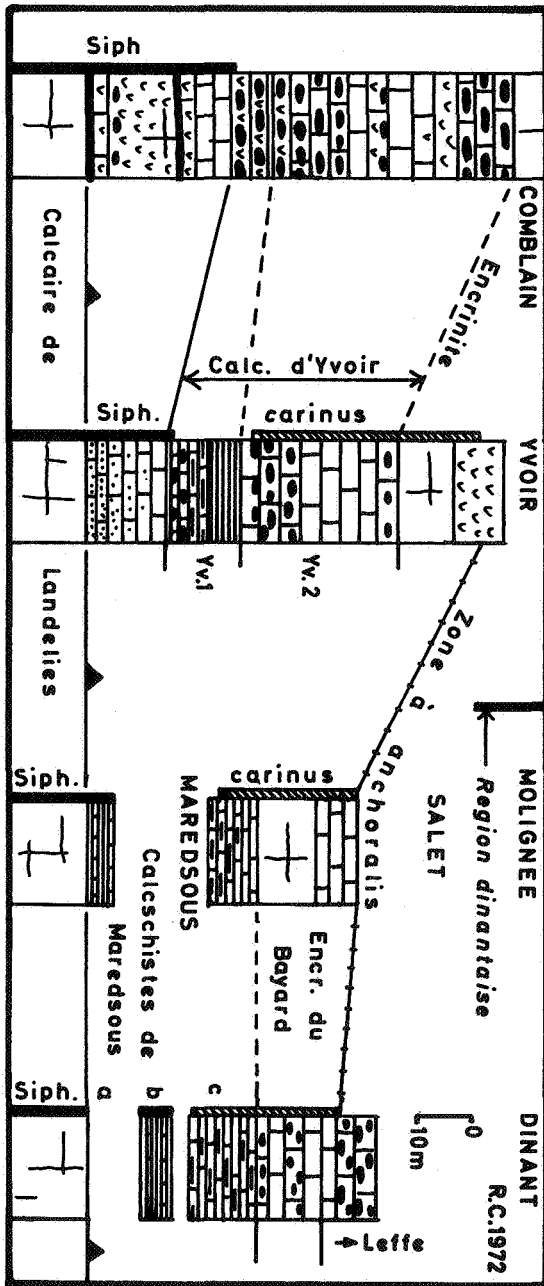 COMBLAIN
YVOIR
MOLIGNEE
DINANT
R.C.1972
Siph
Siph.
Siph.
Siph.
Calcaire de
Landelies
Encrinite
Calc. d'Yvoir
carinus
Yv.1
Yv.2
Zone à anchoralis
Region dinantaise
SALET
carinus
MAREDSOUS
Encr. du
Bayard
Calcschistes de
Maredsous
a
b
c
0
10m
Leffe